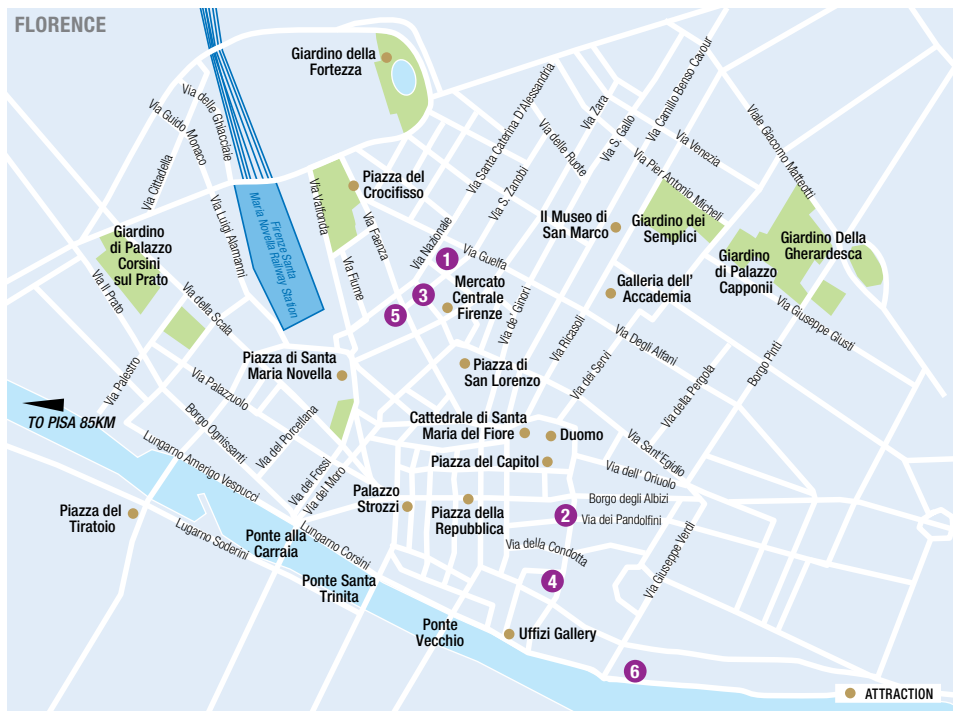 FLORENCE
Giardino della
Fortezza
Via delle Ghiacciale
Via Guido Monaco
Via Cittadella
Via Luigi Alamanni
Firenze Santa
Maria Novella Railway Station
Via Valfonda
Piazza del
Crocifisso
Via Faenza
Via Fiume
Via Nazionale
Via Santa Caterina D'Alessandria
Via S. Zanobi
Via delle Ruote
Via Zara
Via S. Gallo
Via Camillo Benso Cavour
Via Venezia
Via Pier Antonio Micheli
Viale Giacomo Matteotti
Il Museo di
San Marco
Giardino dei
Semplici
Giardino
di Palazzo
Capponii
Giardino Della
Gherardesca
Giardino
di Palazzo
Corsini
sul Prato
Via Il Prato
Via della Scala
Via Guelfa
1
3
5
Mercato
Centrale
Firenze
Galleria dell'
Accademia
Via Giuseppe Giusti
Via de' Ginori
Via Ricasoli
Via Degli Alfani
Via dei Servi
Borgo Pinti
Via della Pergola
Piazza di Santa
Maria Novella
Piazza di
San Lorenzo
Via Palestro
Via Palazzuolo
Borgo Ognissanti
Via del Porcellana
TO PISA 85KM
Lungarno Amerigo Vespucci
Via dei Fossi
Via del Moro
Cattedrale di Santa
Maria del Fiore
Duomo
Piazza del Capitol
Via Sant'Egidio
Via dell' Oriuolo
Palazzo
Strozzi
Piazza della
Repubblica
Borgo degli Albizi
2
Via dei Pandolfini
Piazza del
Tiratoio
Lugarno Soderini
Ponte alla
Carraia
Lungarno Corsini
Via della Condotta
Via Giuseppe Verdi
4
Ponte Santa
Trinita
Ponte
Vecchio
Uffizi Gallery
6
ATTRACTION